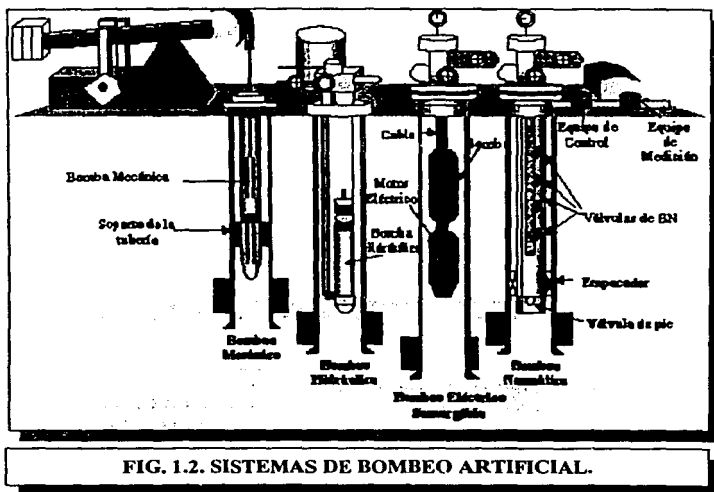 Cable
Bomba
Equipo de
Control
Equipo
de
Medición
Bomba Mecánica
Motor
Eléctrico
Válvulas de BN
Soporte de la
tubería
Bomba
Hidráulica
Empacador
Válvula de pie
Bombeo
Mecánico
Bombeo
Hidráulico
Bombeo Eléctrico
Sumergible
Bombeo
Neumático
FIG. 1.2. SISTEMAS DE BOMBEO ARTIFICIAL.